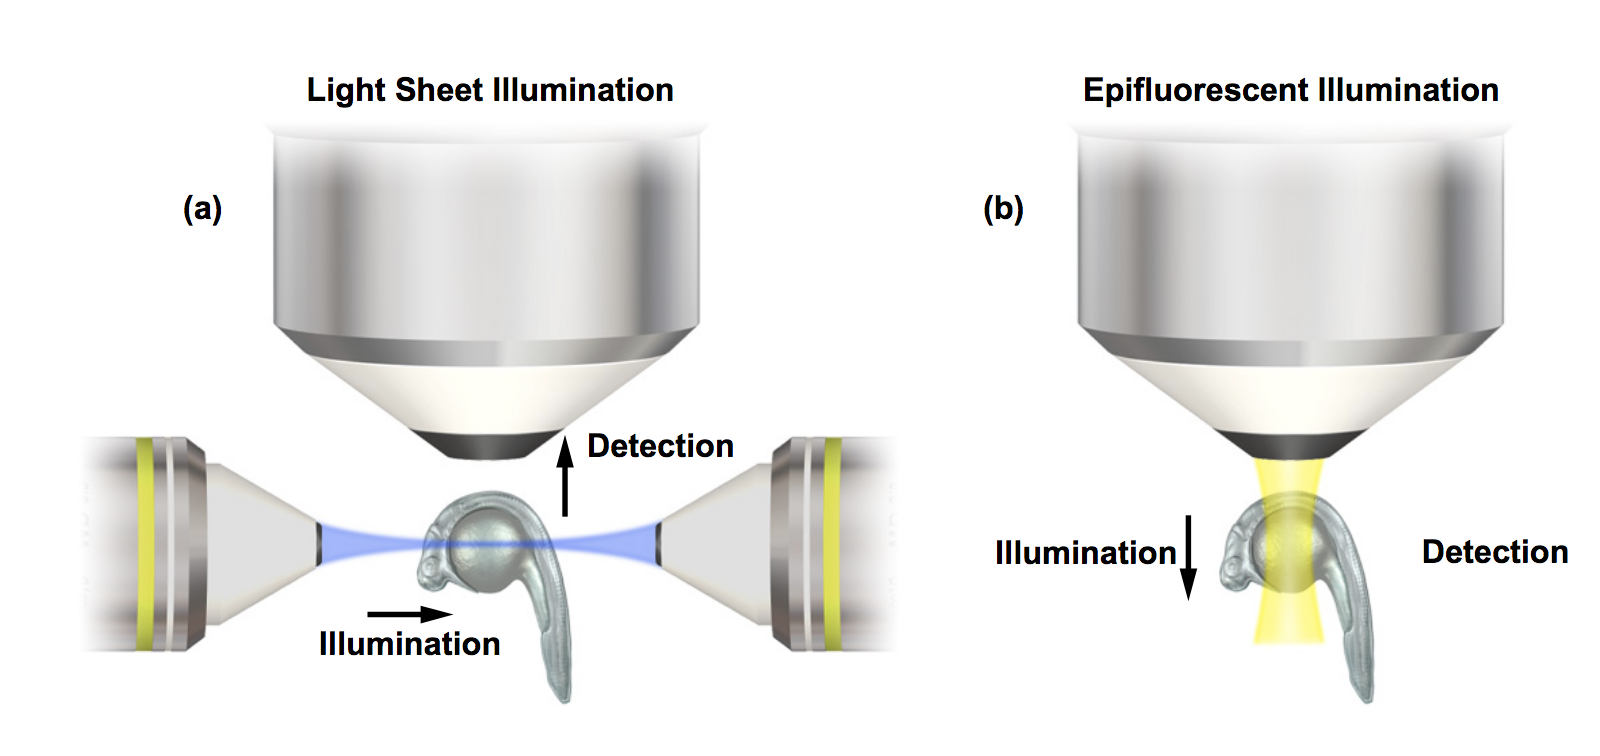 Light Sheet Illumination
(a)
Detection
Illumination
Epifluorescent Illumination
(b)
Illumination
Detection